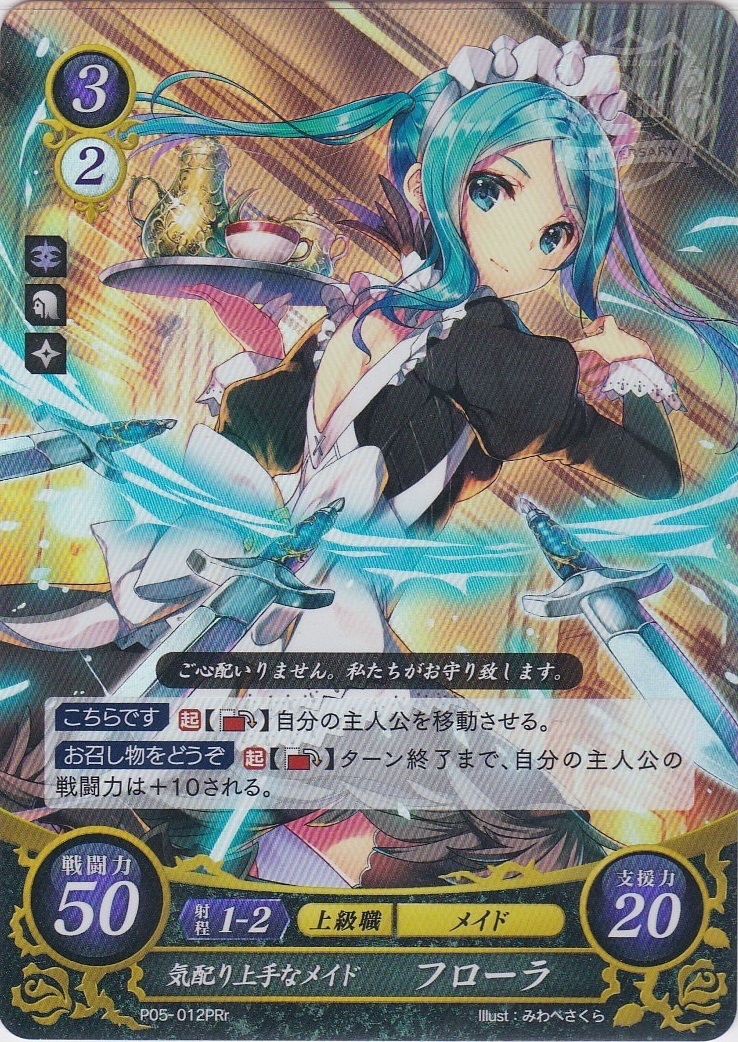 3
2
ERSARY
ご心配いりません。私たちがお守り致します。
こちらです 起【】自分の主人公を移動させる。
お召し物をどうぞ 起【】ターン終了まで、自分の主人公の
戦闘力は+10される。
戦闘力
50
射程 1-2
上級職
メイド
支援力
20
気配り上手なメイド フローラ
P05-012PRr
Illust:みわべさくら